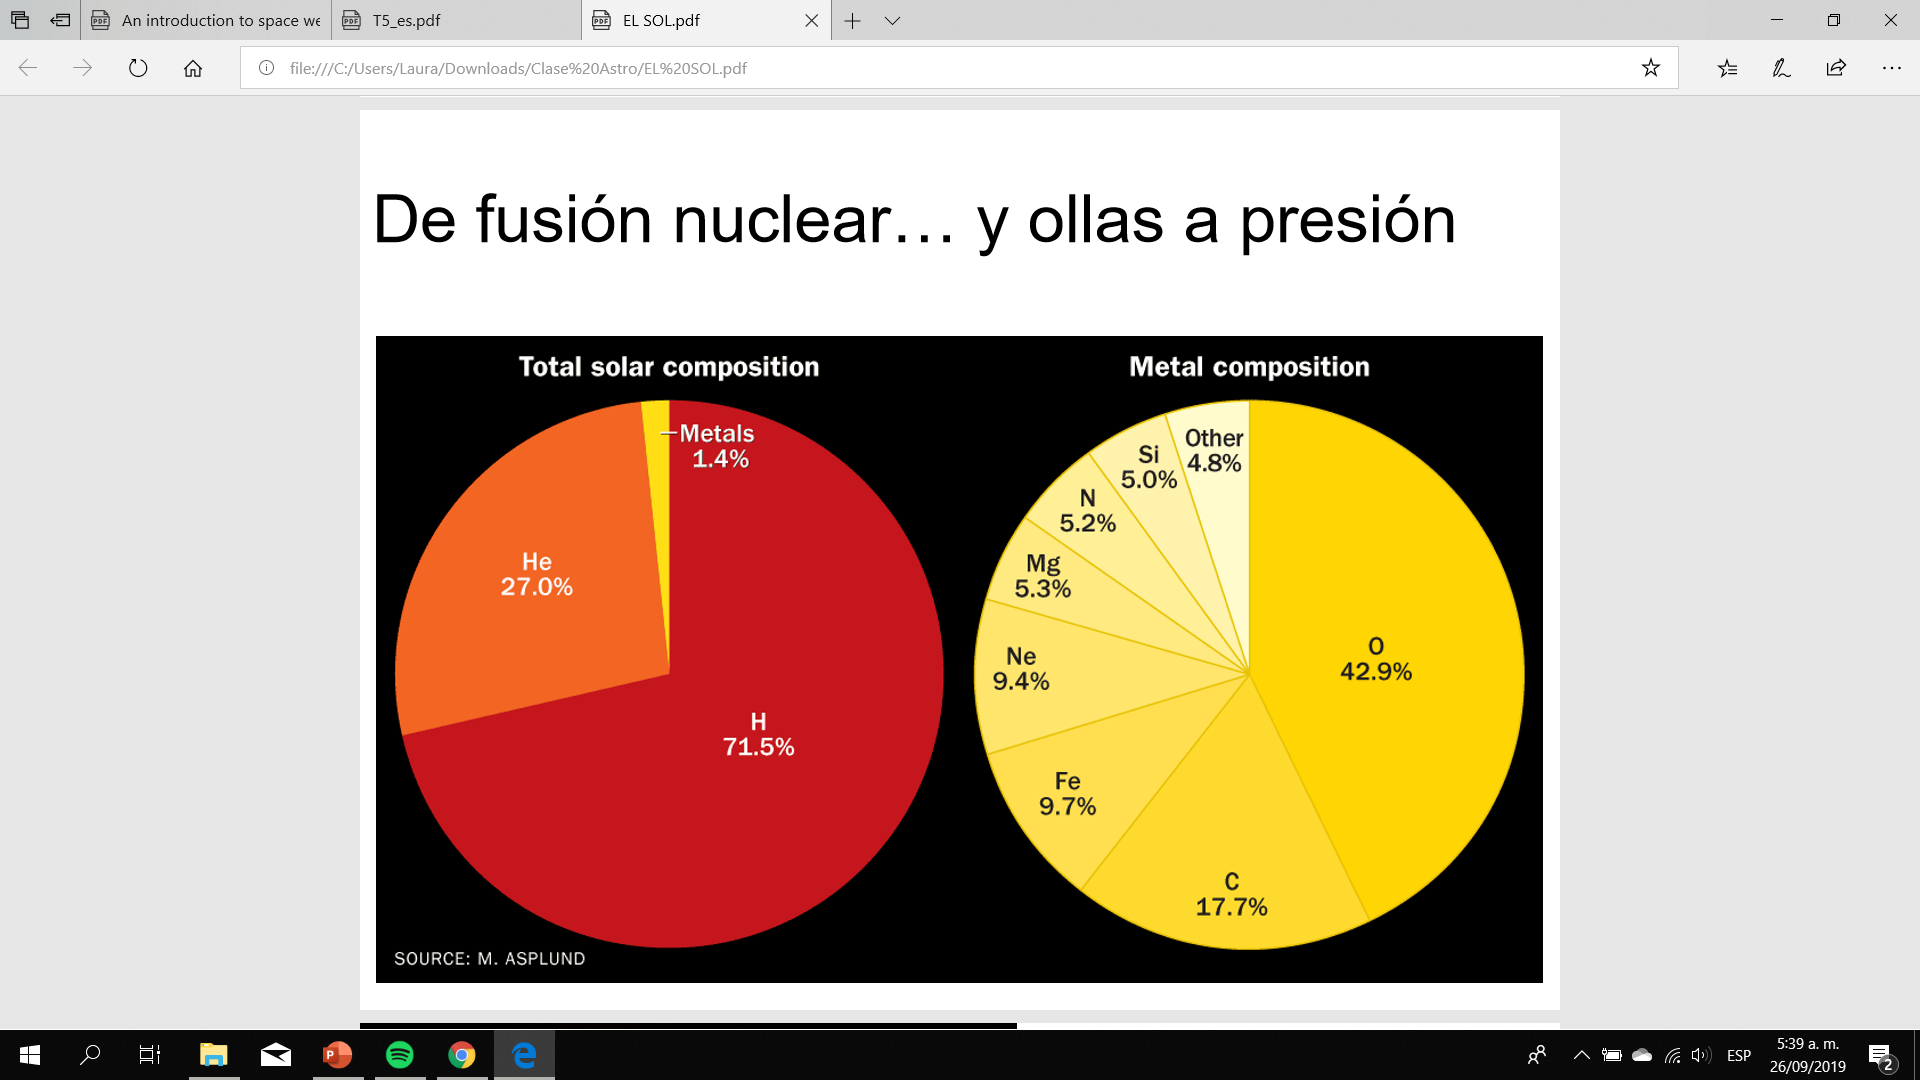 An introduction to space we
T5_es.pdf
EL SOL.pdf
file:///C:/Users/Laura/Downloads/Clase%20Astro/EL%20SOL.pdf
De fusión nuclear… y ollas a presión
Total solar composition
Metals
1.4%
He
27.0%
H
71.5%
SOURCE: M. ASPLUND
Metal composition
Other
4.8%
Si
5.0%
N
5.2%
Mg
5.3%
Ne
9.4%
Fe
9.7%
C
17.7%
O
42.9%
ESP
5:39 a. m.
26/09/2019
2